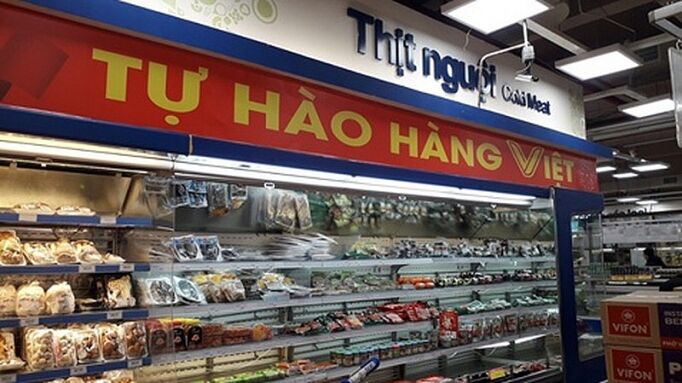 Thịt nguội
Cold Meat
TỰ HÀO HÀNG VIỆT
VIFON
VIFON